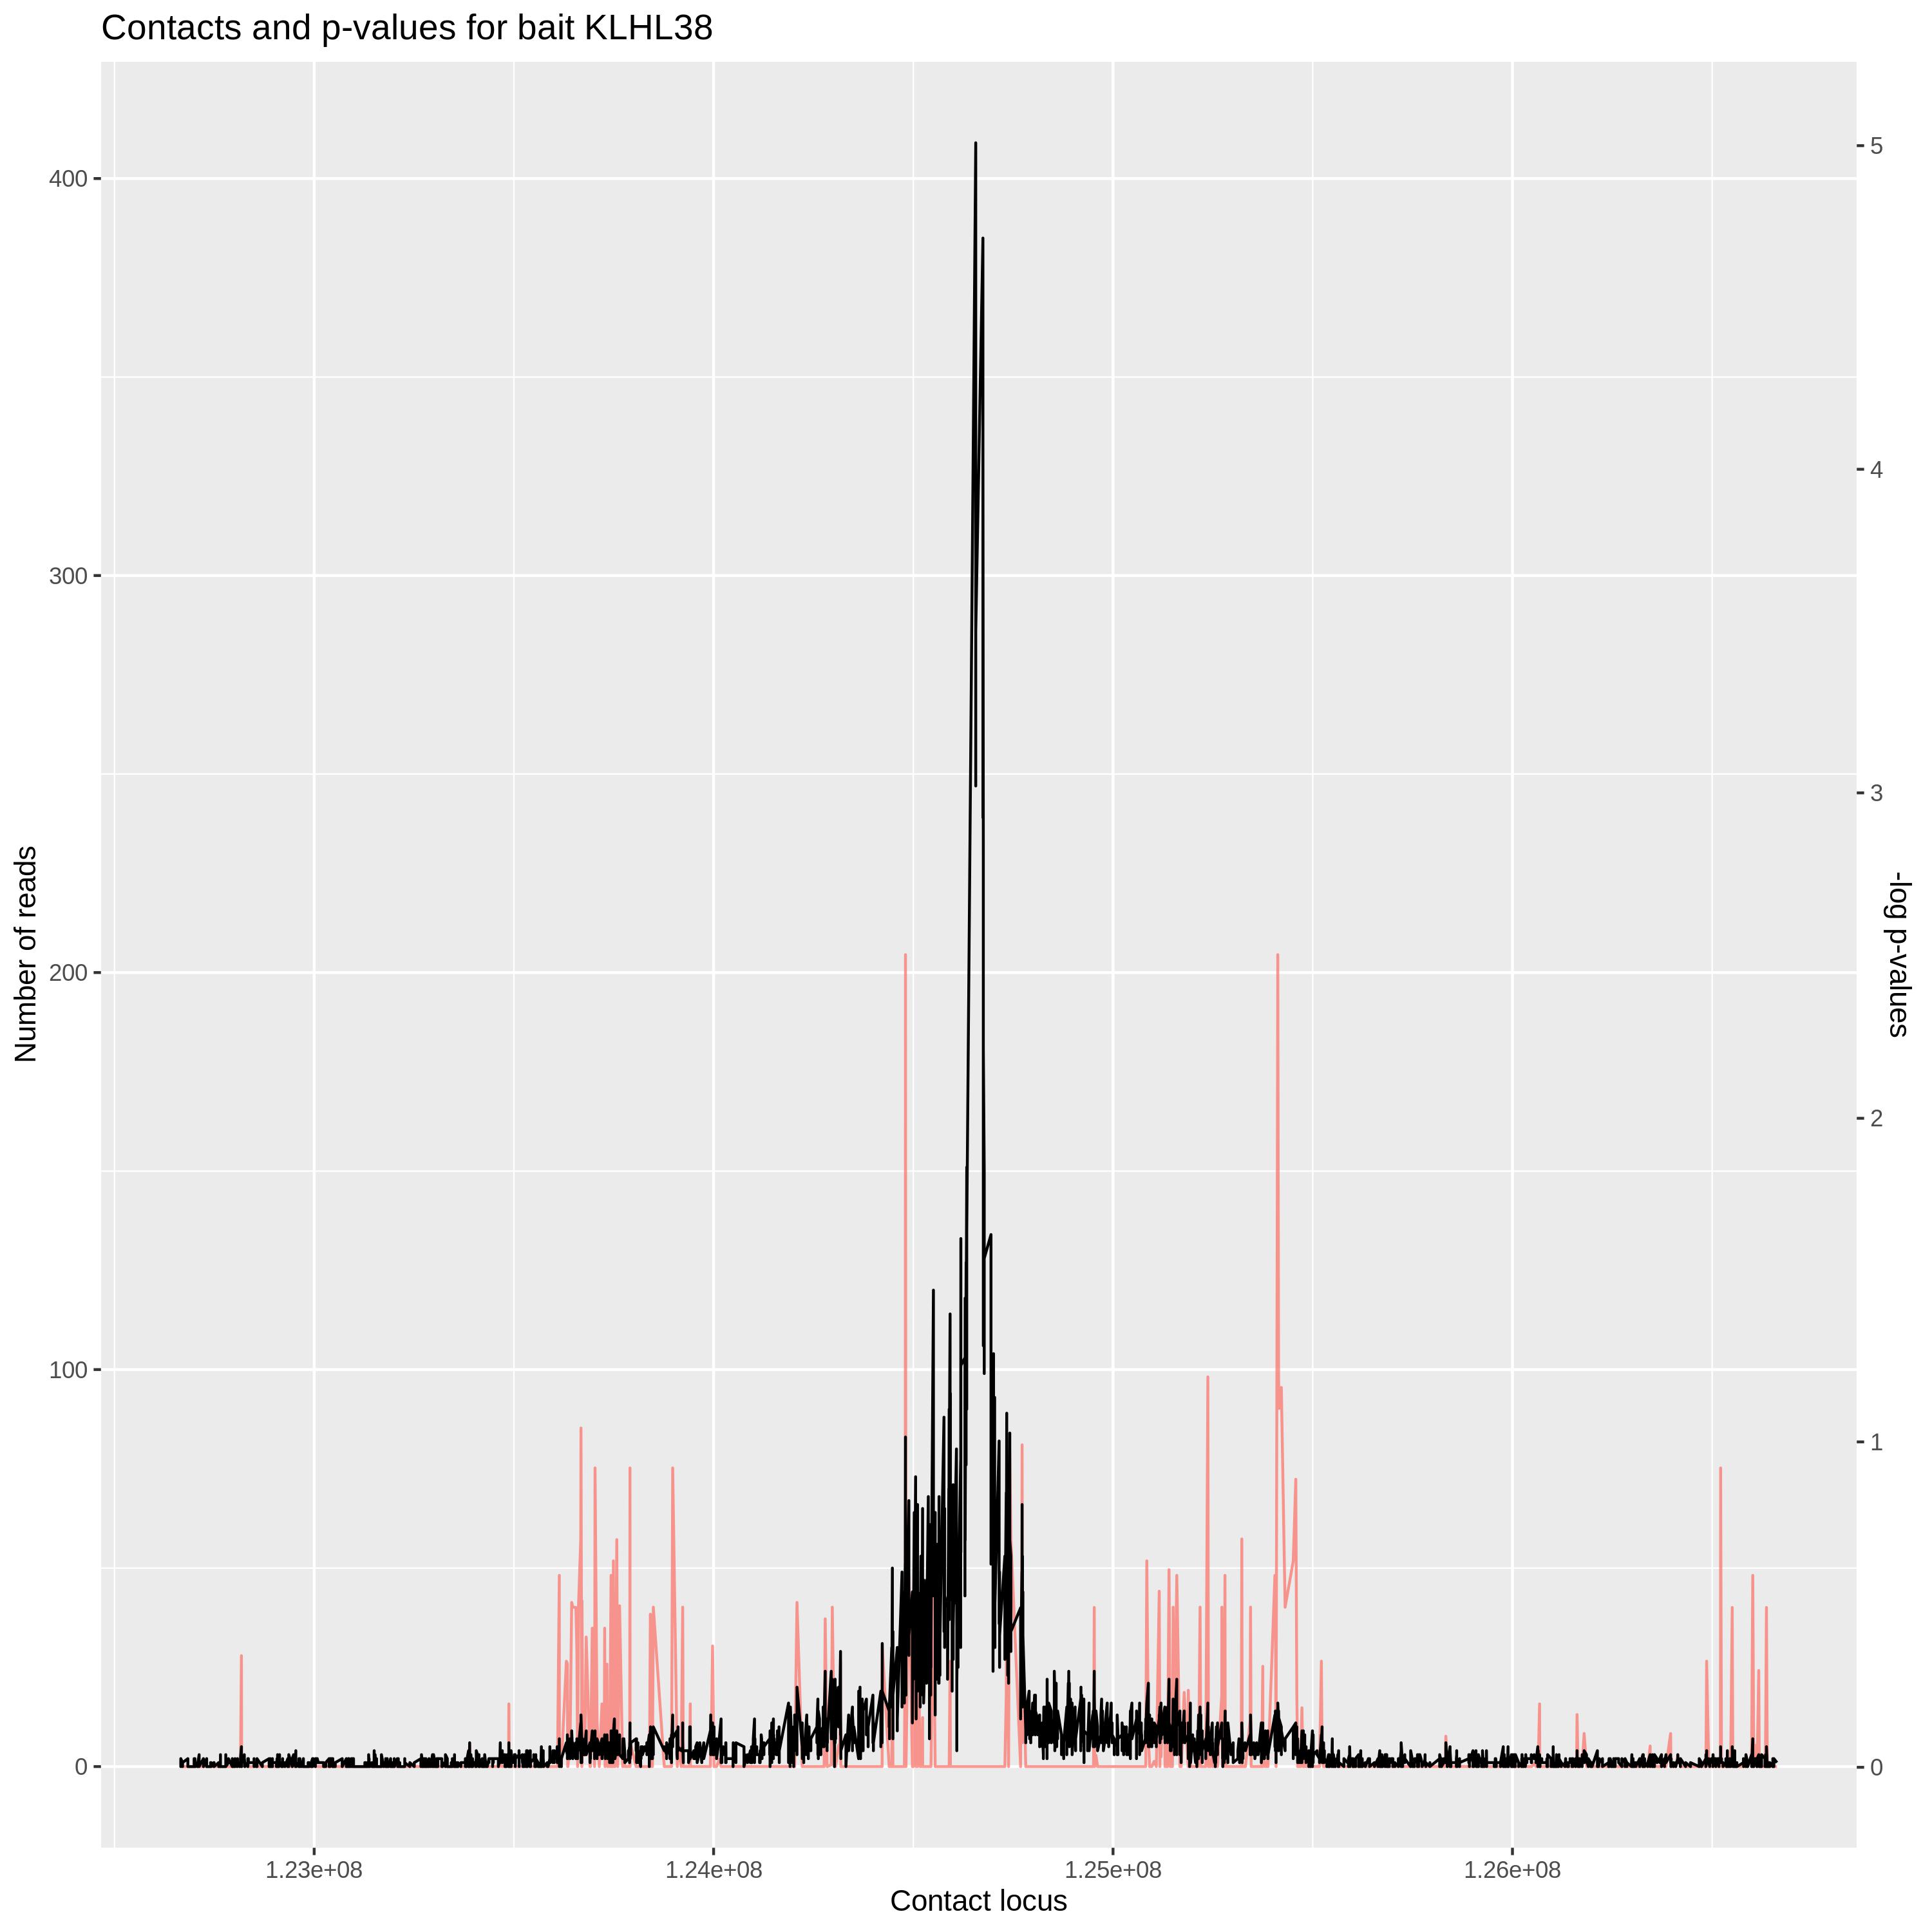 Contacts and p-values for bait KLHL38
400
300
200
100
0
Number of reads
5
4
3
2
1
0
-log p-values
1.23e+08
1.24e+08
1.25e+08
1.26e+08
Contact locus